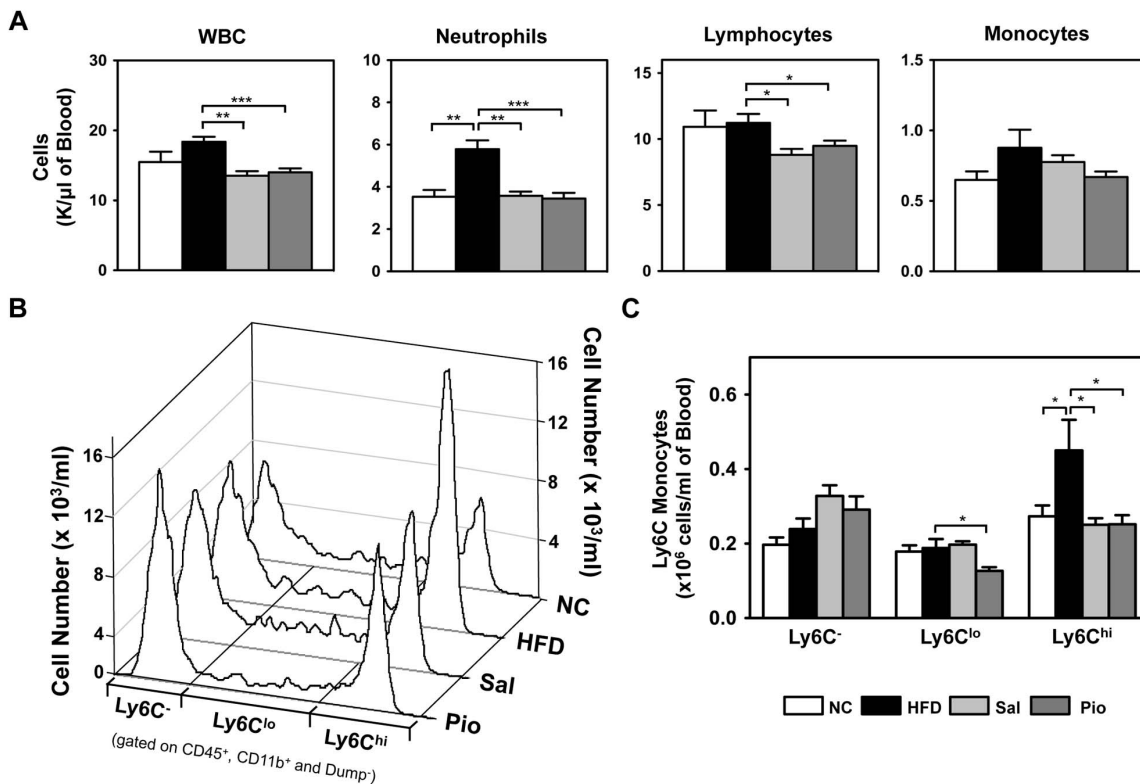 A
WBC
Neutrophils
Lymphocytes
Monocytes
Cells
(K/µl of Blood)
30
20
10
0
***
**
10
8
6
4
2
0
**
***
**
15
10
5
0
*
*
1.5
1.0
0.5
0.0
B
Cell Number (x 10³/ml)
16
12
8
4
0
16
12
8
4
Cell Number (x 10³/ml)
NC
HFD
Sal
Pio
Ly6C⁻
Ly6Cˡᵒ
Ly6Cʰⁱ
(gated on CD45⁺, CD11b⁺ and Dump⁻)
C
Ly6C Monocytes
(x10⁶ cells/ml of Blood)
0.6
0.4
0.2
0.0
*
*
*
*
Ly6C⁻
Ly6Cˡᵒ
Ly6Cʰⁱ
NC HFD Sal Pio